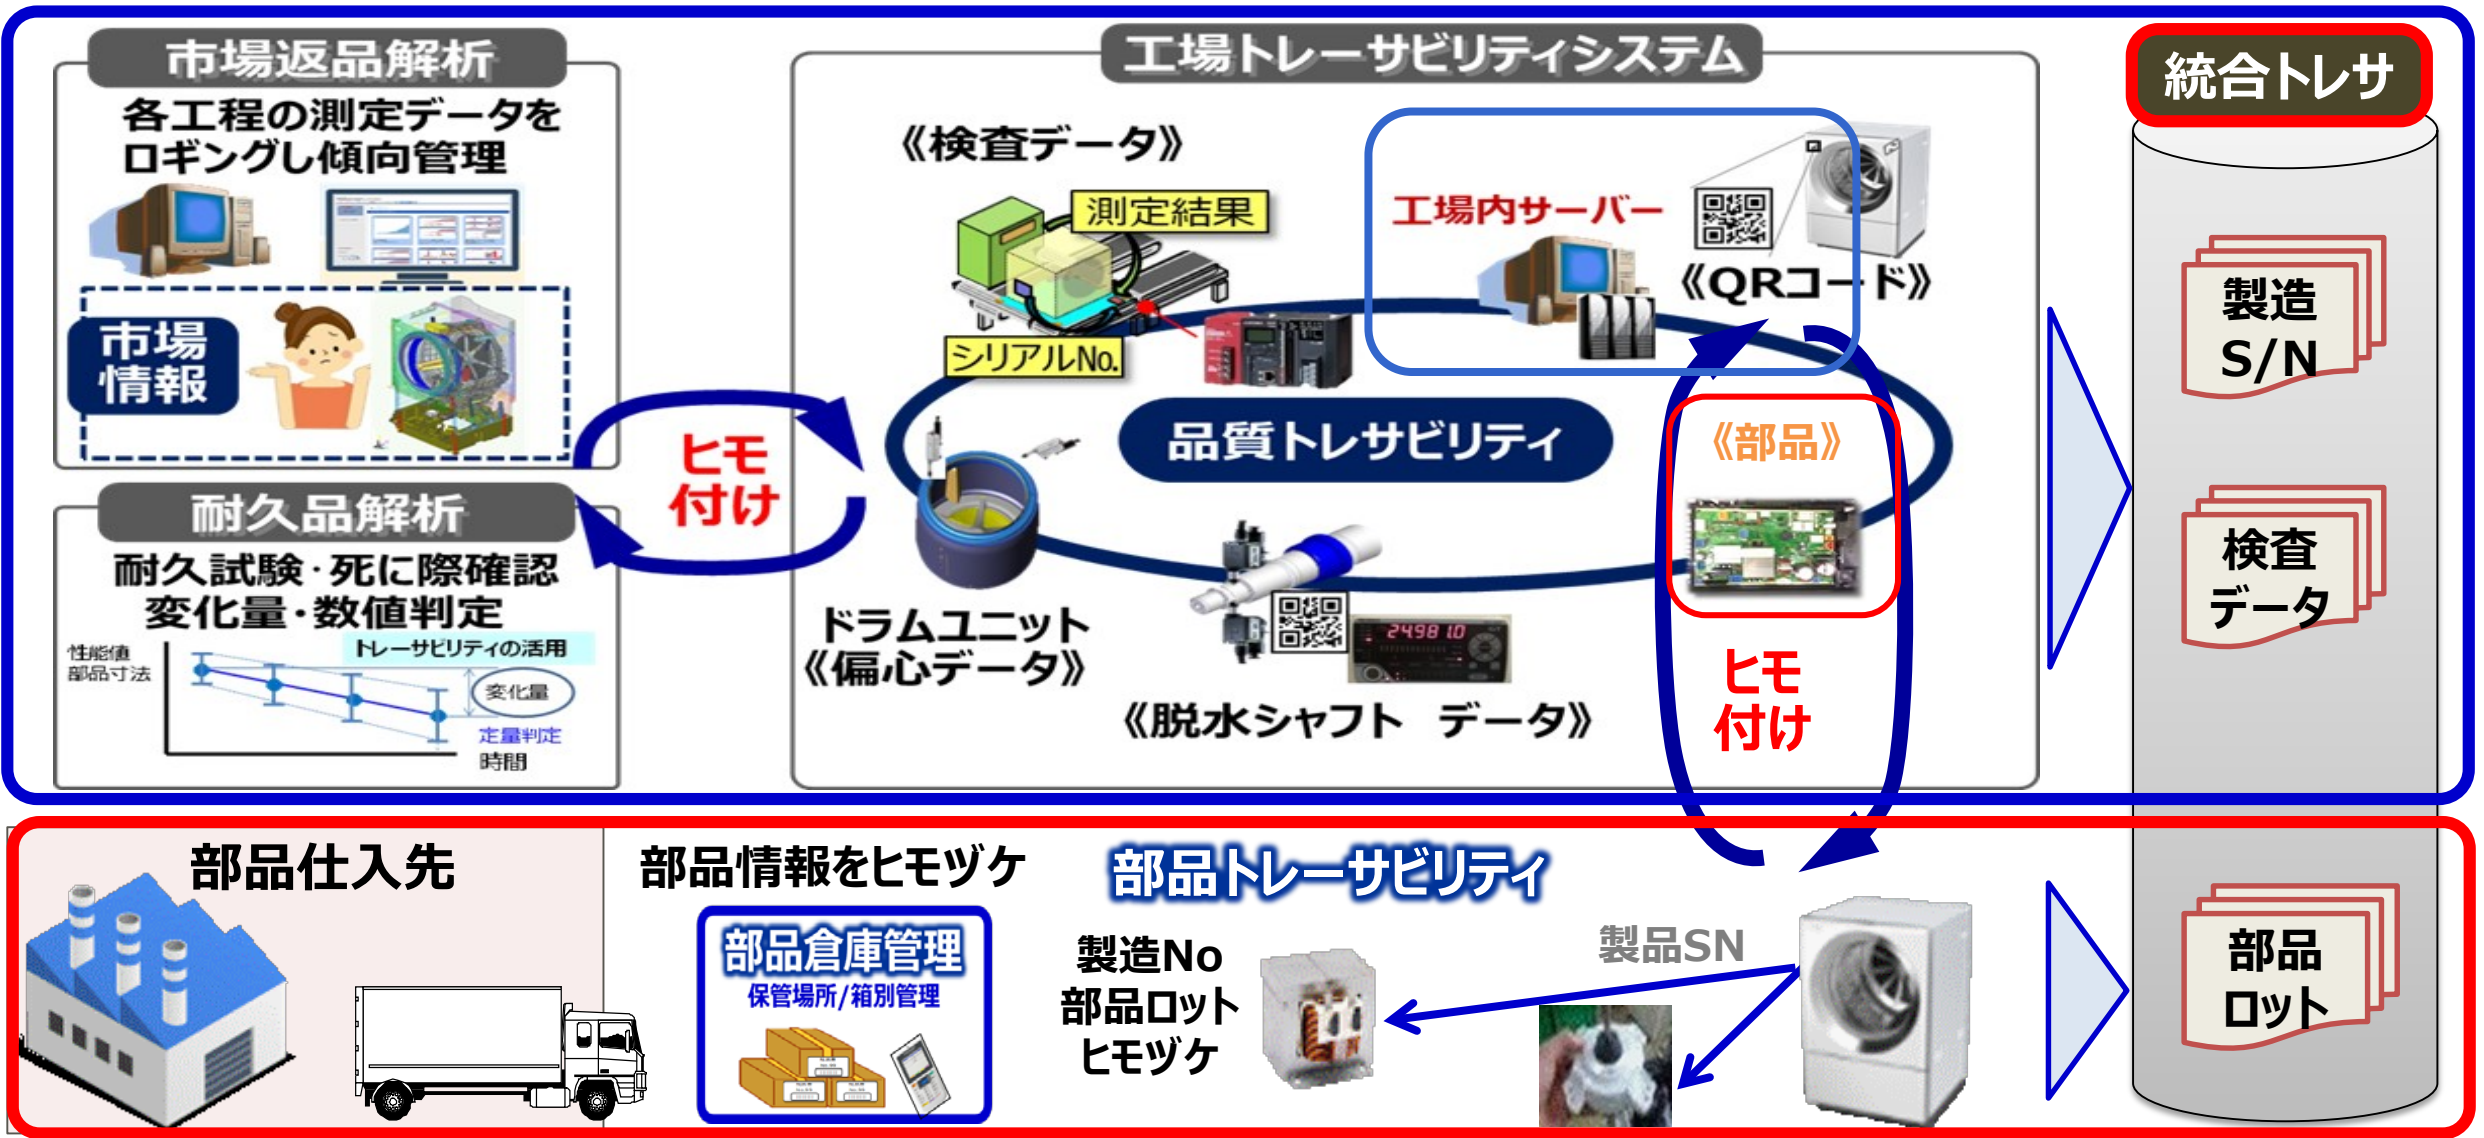 市場返品解析
各工程の測定データを
ロギングし傾向管理
市場
情報
耐久品解析
耐久試験・死に際確認
変化量・数値判定
性能値
部品寸法
トレーサビリティの活用
変化量
定量判定
時間
ヒモ
付け
工場トレーサビリティシステム
《検査データ》
測定結果
シリアルNo.
工場内サーバー
《QRコード》
品質トレサビリティ
《部品》
ドラムユニット
《偏心データ》
24.981.0
《脱水シャフト データ》
ヒモ
付け
統合トレサ
製造
S/N
検査
データ
部品
ロット
部品仕入先
部品情報をヒモヅケ
部品倉庫管理
保管場所/箱別管理
部品トレーサビリティ
製造No
部品ロット
ヒモヅケ
製品SN